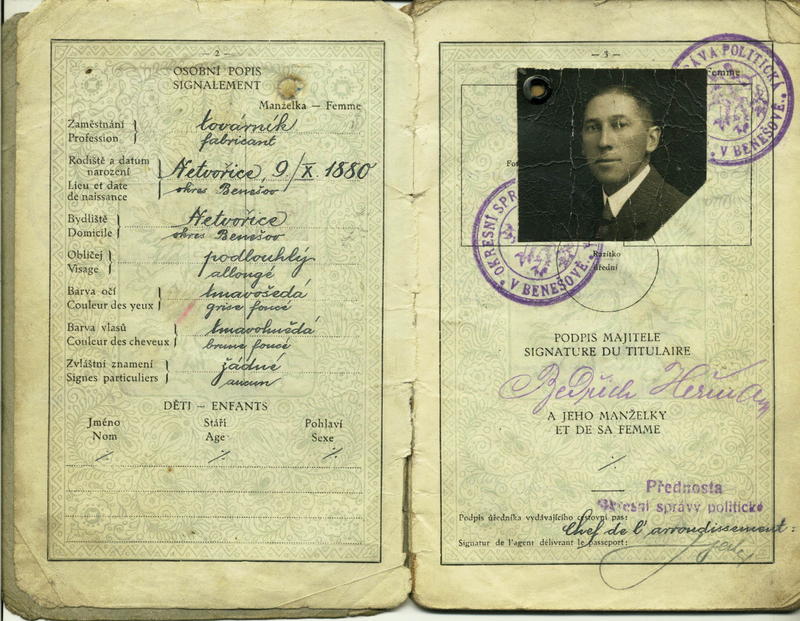 — 2 —
OSOBNÍ POPIS
SIGNALEMENT
Manželka — Femme
Zaměstnání továrník
Profession fabricant
Rodiště a datum narození Netvořice, 9/X. 1880
Lieu et date de naissance okres Benešov
Bydliště Netvořice
Domicile okres Benešov
Obličej podlouhlý
Visage allongé
Barva očí tmavošedá
Couleur des yeux grise foncé
Barva vlasů tmavohnědá
Couleur des cheveux brune foncé
Zvláštní znamení žádné
Signes particuliers aucun
DĚTI — ENFANTS
Jméno Stáří Pohlaví
Nom Age Sexe
·/· ·/· ·/·
— 3 —
Femme
SPRÁVA POLITICKÁ
V BENEŠOVĚ.
OKRESNÍ SPR
V BENEŠOVĚ.
Razítko
úřední
PODPIS MAJITELE
SIGNATURE DU TITULAIRE
Bedřich Heřman
A JEHO MANŽELKY
ET DE SA FEMME
·/·
Přednosta
okresní správy politické
Podpis úředníka vydávajícího cestovní pas:
Chef de l'arrondissement:
Signatur de l'agent délivrant le passeport: